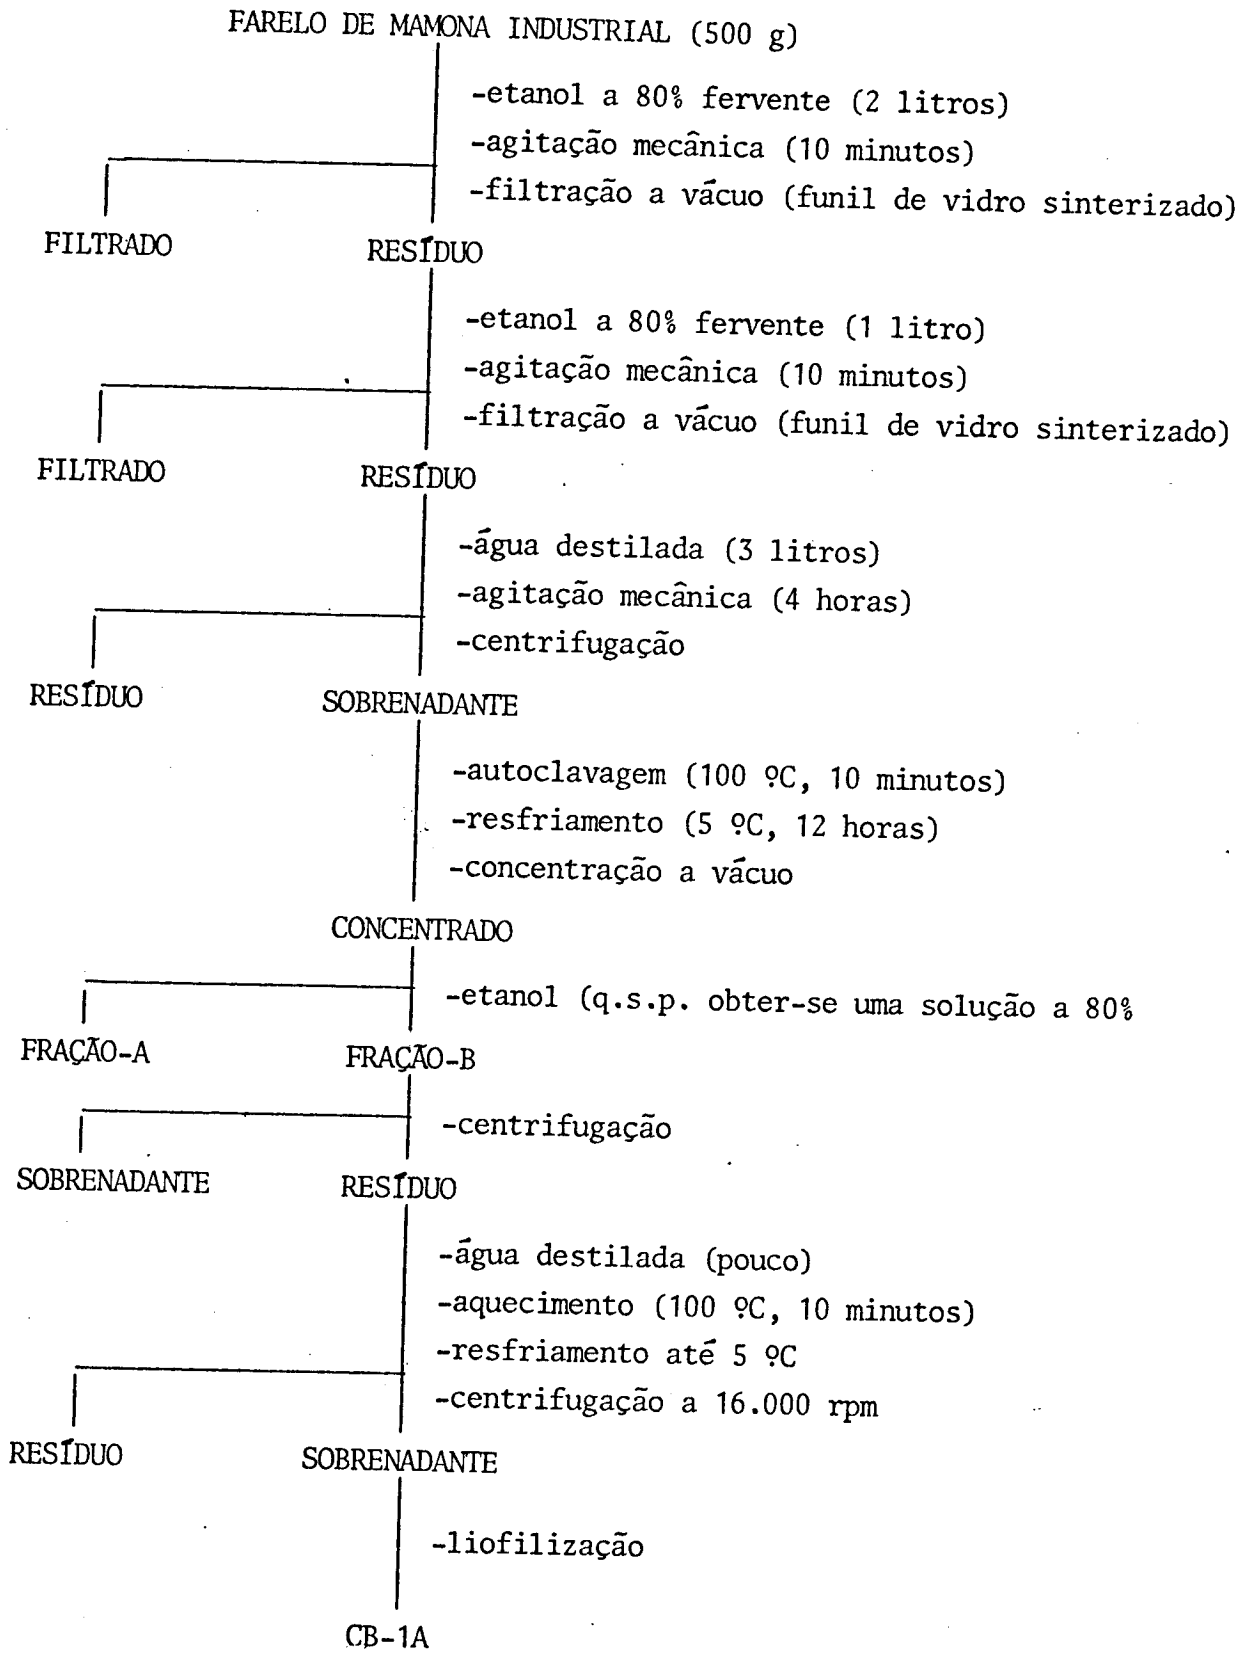 FARELO DE MAMONA INDUSTRIAL (500 g)
-etanol a 80% fervente (2 litros)
-agitação mecânica (10 minutos)
-filtração a vácuo (funil de vidro sinterizado)
FILTRADO RESÍDUO
-etanol a 80% fervente (1 litro)
-agitação mecânica (10 minutos)
-filtração a vácuo (funil de vidro sinterizado)
FILTRADO RESÍDUO
-água destilada (3 litros)
-agitação mecânica (4 horas)
-centrifugação
RESÍDUO SOBRENADANTE
-autoclavagem (100 ºC, 10 minutos)
-resfriamento (5 ºC, 12 horas)
-concentração a vácuo
CONCENTRADO
-etanol (q.s.p. obter-se uma solução a 80%
FRAÇÃO-A FRAÇÃO-B
-centrifugação
SOBRENADANTE RESÍDUO
-água destilada (pouco)
-aquecimento (100 ºC, 10 minutos)
-resfriamento até 5 ºC
-centrifugação a 16.000 rpm
RESÍDUO SOBRENADANTE
-liofilização
CB-1A